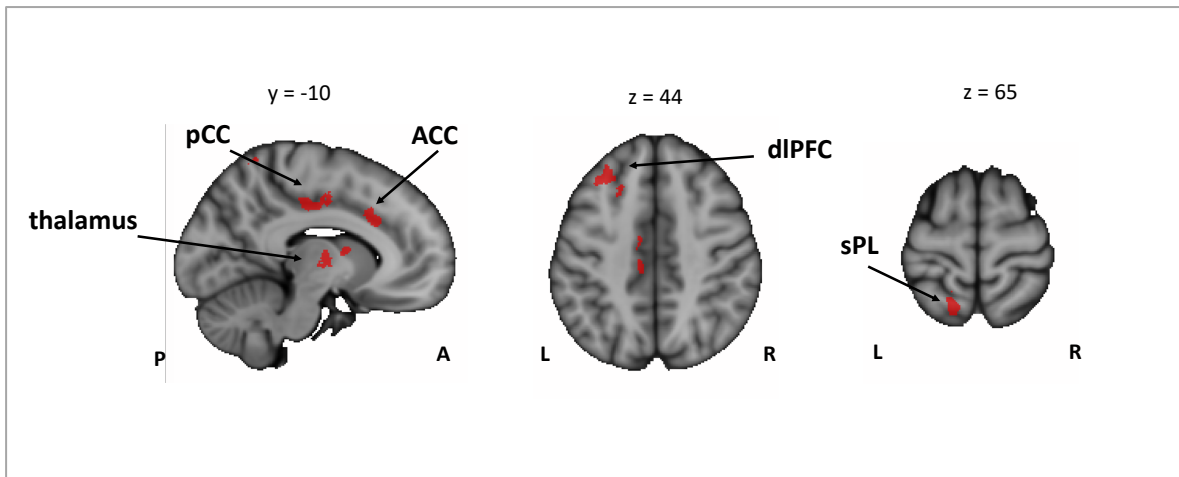 y = -10
z = 44
z = 65
pCC
ACC
dlPFC
thalamus
sPL
P
A
L
R
L
R